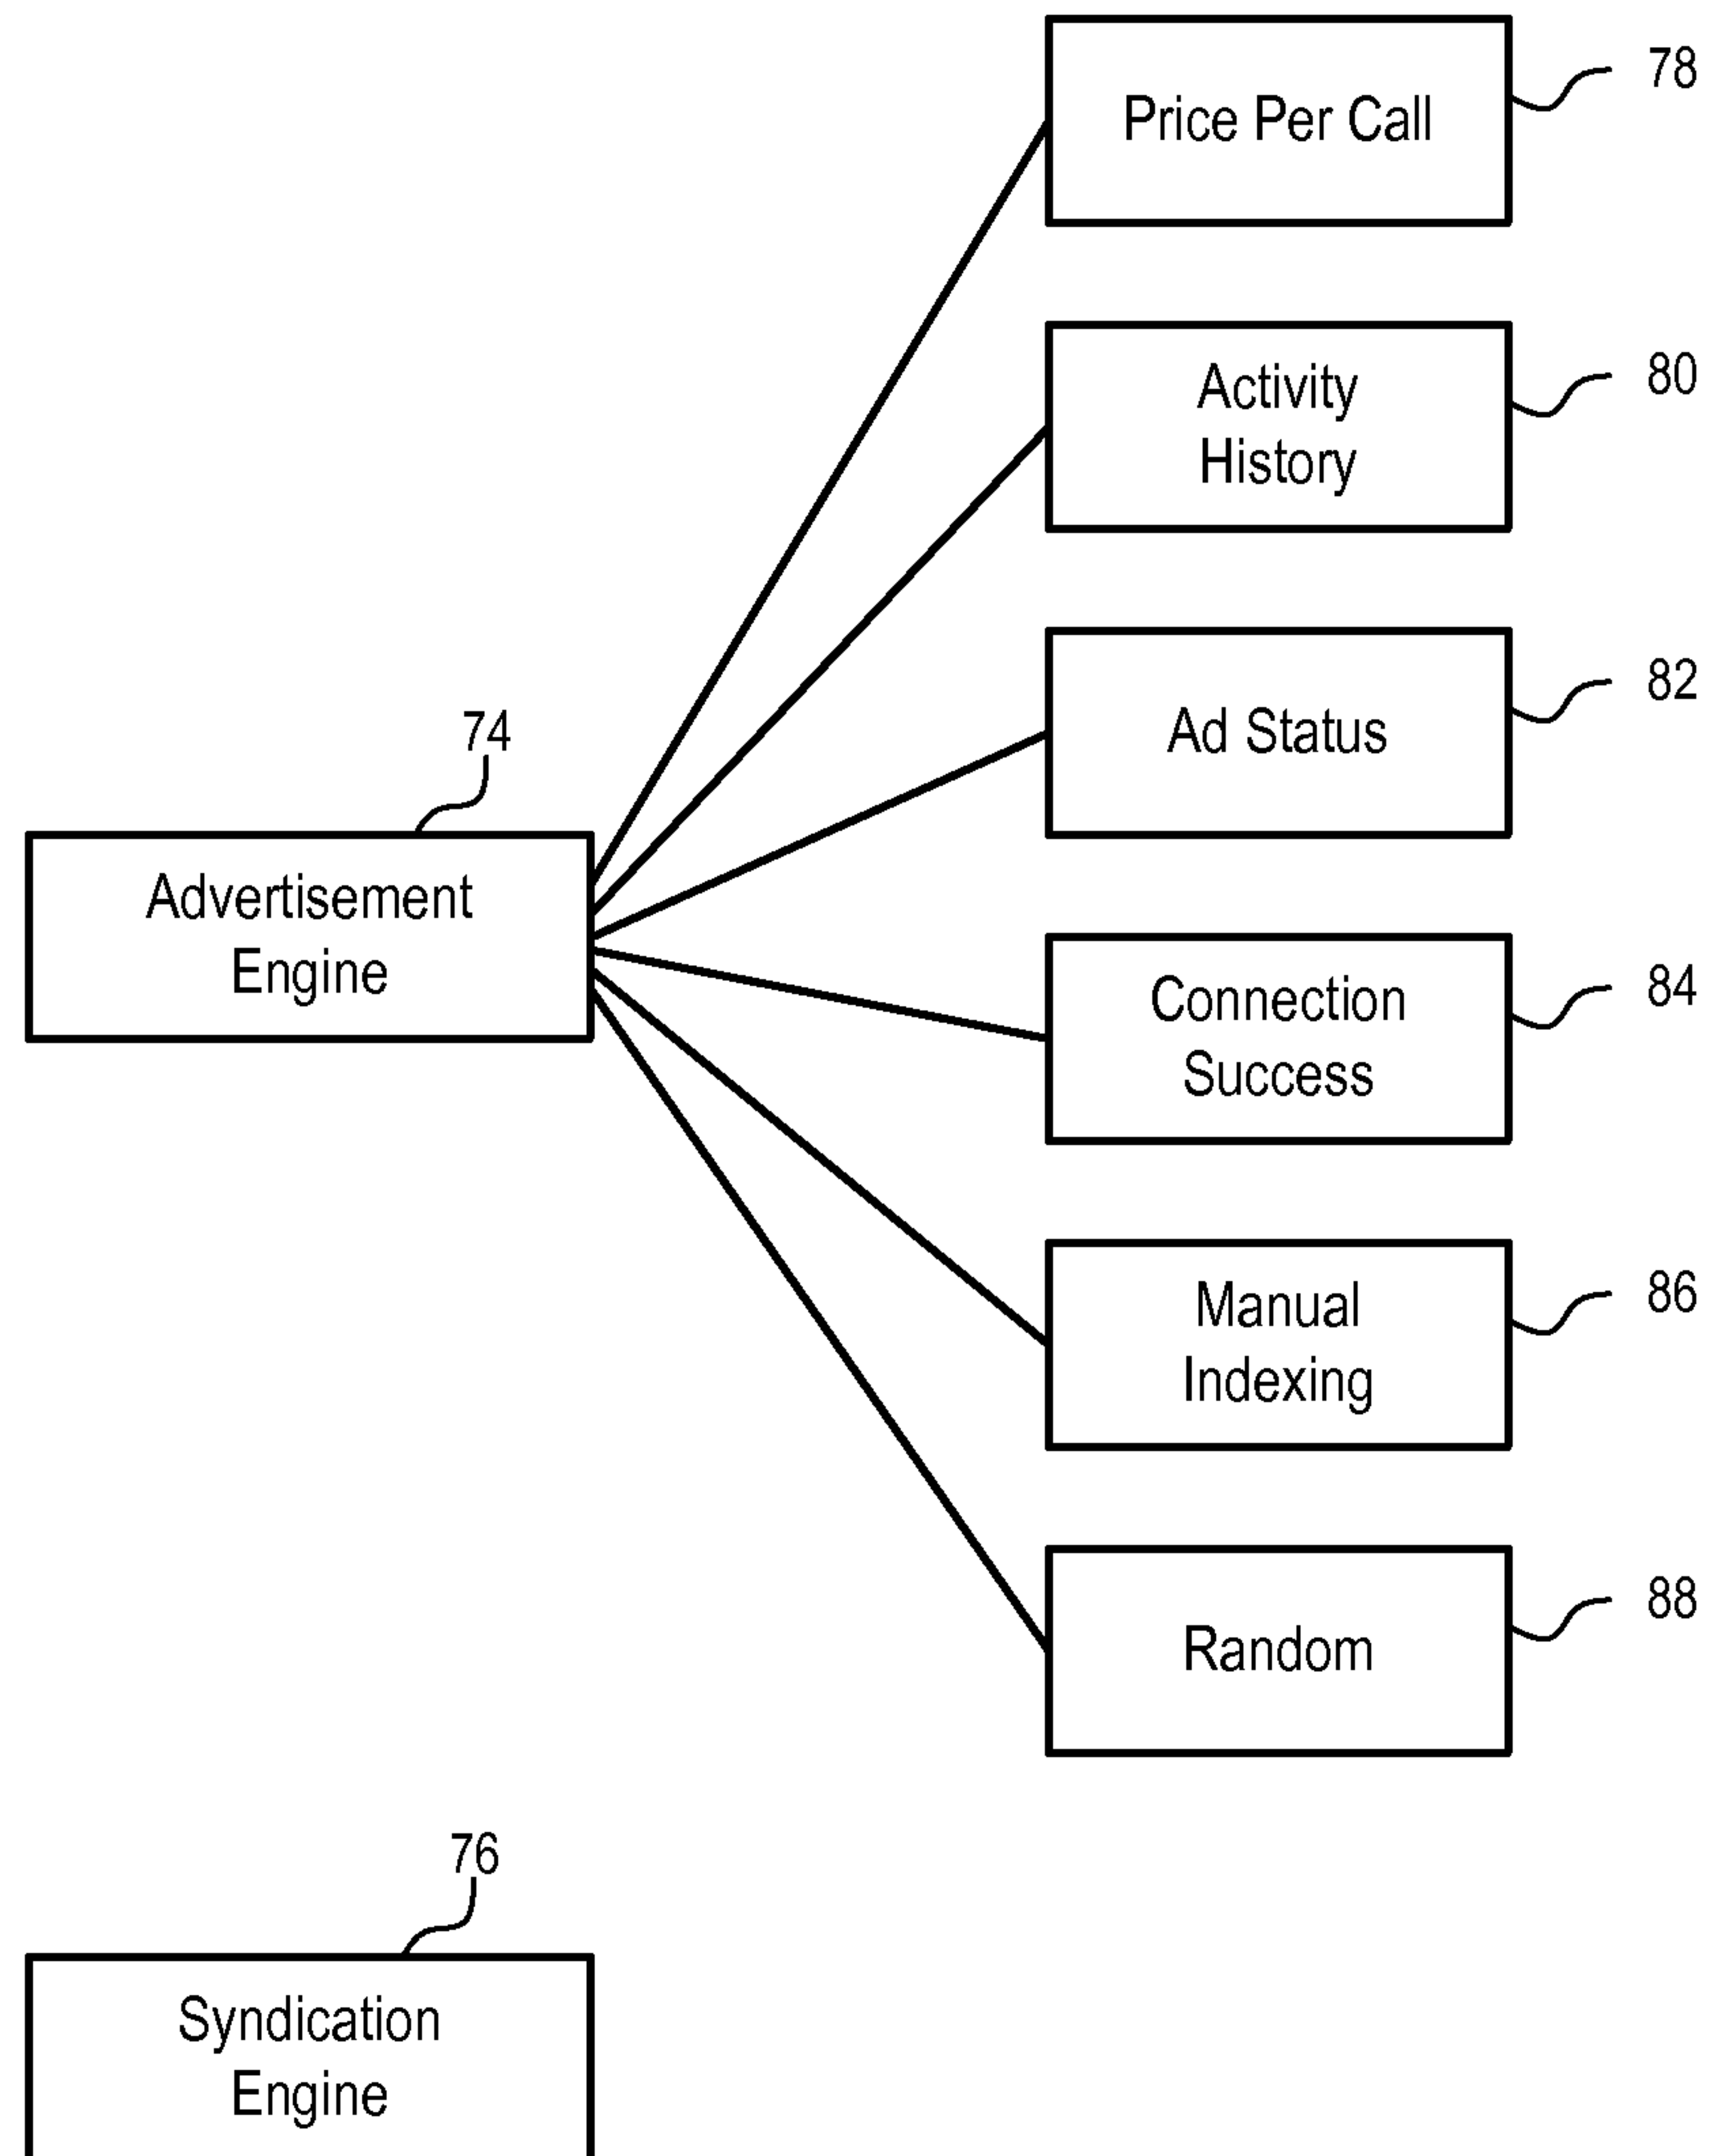 Price Per Call
78
Activity
History
80
Ad Status
82
74
Advertisement
Engine
Connection
Success
84
Manual
Indexing
86
Random
88
76
Syndication
Engine